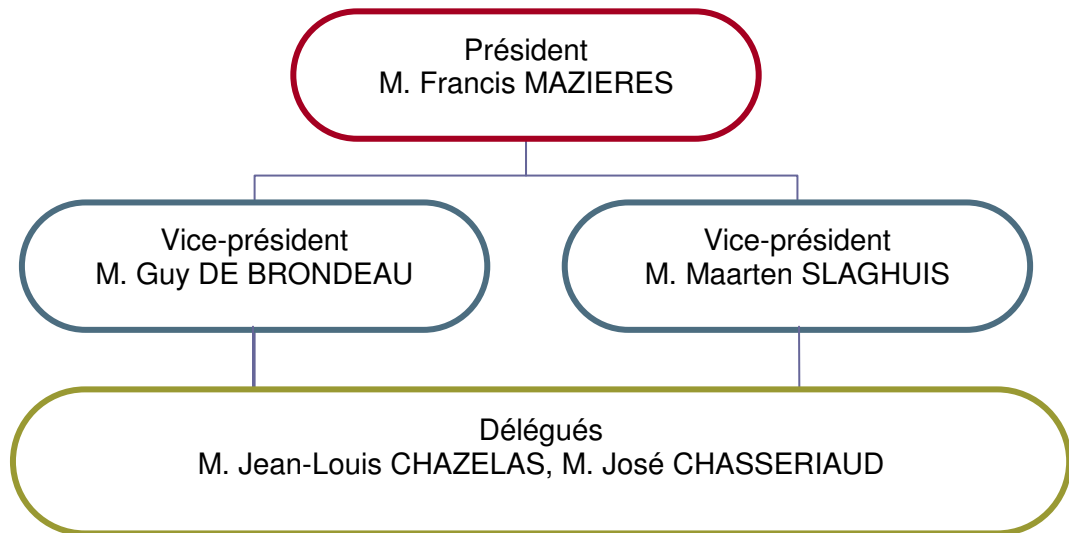 Président
M. Francis MAZIERES
Vice-président
M. Guy DE BRONDEAU
Vice-président
M. Maarten SLAGHUIS
Délégués
M. Jean-Louis CHAZELAS, M. José CHASSERIAUD